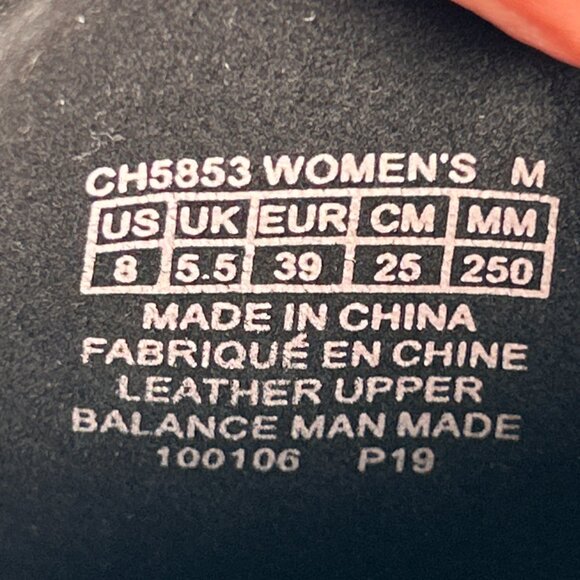 CH5853 WOMEN'S M
US UK EUR CM MM
8 5.5 39 25 250
MADE IN CHINA
FABRIQUÉ EN CHINE
LEATHER UPPER
BALANCE MAN MADE
100106 P19